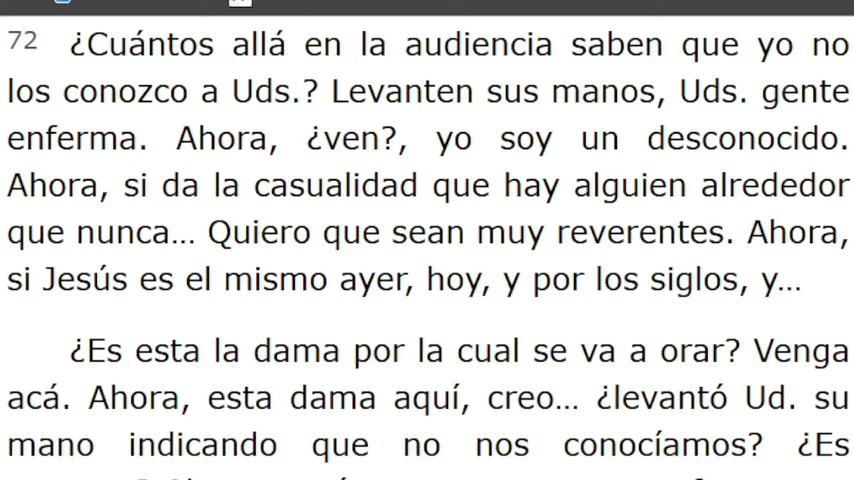 72 ¿Cuántos allá en la audiencia saben que yo no
los conozco a Uds.? Levanten sus manos, Uds. gente
enferma. Ahora, ¿ven?, yo soy un desconocido.
Ahora, si da la casualidad que hay alguien alrededor
que nunca... Quiero que sean muy reverentes. Ahora,
si Jesús es el mismo ayer, hoy, y por los siglos, y...
¿Es esta la dama por la cual se va a orar? Venga
acá. Ahora, esta dama aquí, creo... ¿levantó Ud. su
mano indicando que no nos conocíamos? ¿Es